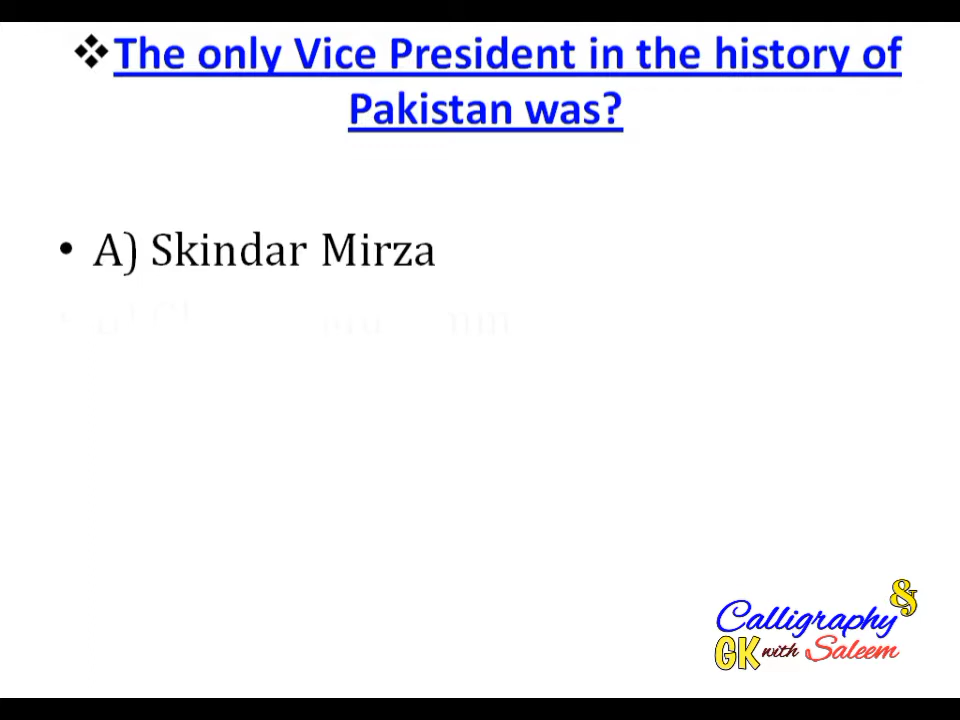 ❖The only Vice President in the history of
Pakistan was?
• A) Skindar Mirza
Calligraphy &
GK with Saleem